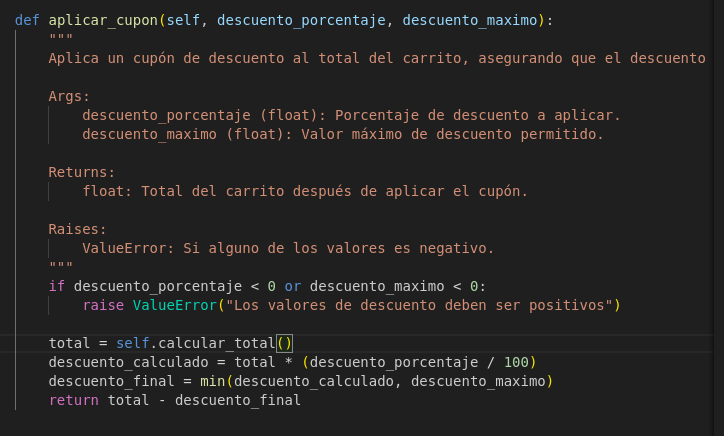 def aplicar_cupon(self, descuento_porcentaje, descuento_maximo):
    """
    Aplica un cupón de descuento al total del carrito, asegurando que el descuento

    Args:
        descuento_porcentaje (float): Porcentaje de descuento a aplicar.
        descuento_maximo (float): Valor máximo de descuento permitido.

    Returns:
        float: Total del carrito después de aplicar el cupón.

    Raises:
        ValueError: Si alguno de los valores es negativo.
    """
    if descuento_porcentaje < 0 or descuento_maximo < 0:
        raise ValueError("Los valores de descuento deben ser positivos")

    total = self.calcular_total()
    descuento_calculado = total * (descuento_porcentaje / 100)
    descuento_final = min(descuento_calculado, descuento_maximo)
    return total - descuento_final